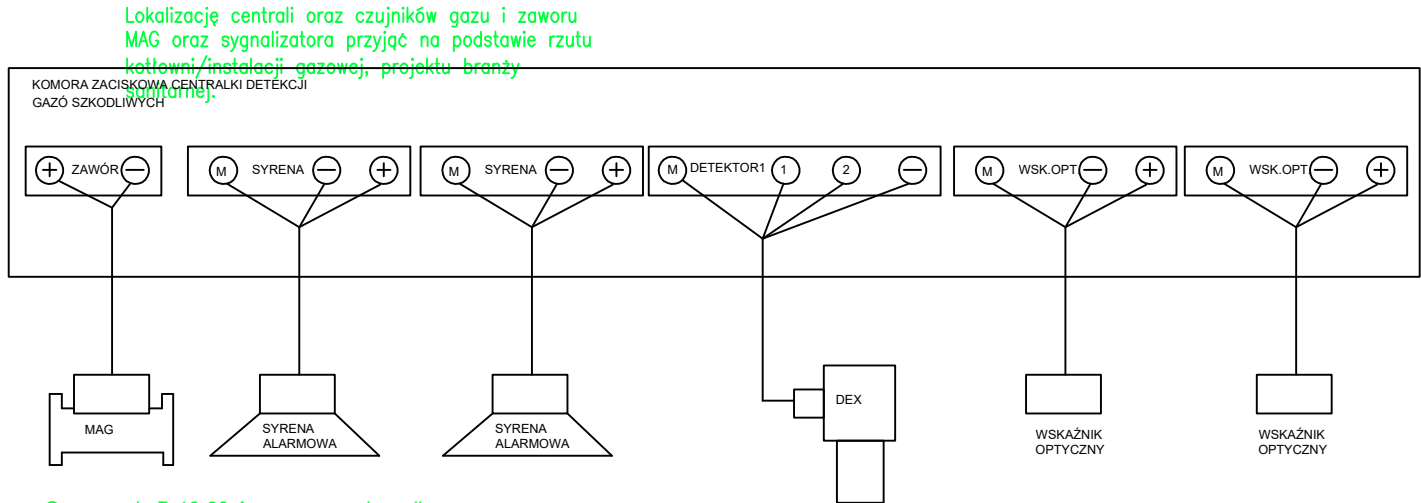 Lokalizację centrali oraz czujników gazu i zaworu
MAG oraz sygnalizatora przyjąć na podstawie rzutu
kotłowni/instalacji gazowej, projektu branży
sanitarnej.
KOMORA ZACISKOWA CENTRALKI DETEKCJI
GAZÓ SZKODLIWYCH
+ ZAWÓR −
M SYRENA − +
M SYRENA − +
M DETEKTOR1 1 2 −
M WSK.OPT. − +
M WSK.OPT. − +
MAG
SYRENA
ALARMOWA
SYRENA
ALARMOWA
DEX
WSKAŹNIK
OPTYCZNY
WSKAŹNIK
OPTYCZNY